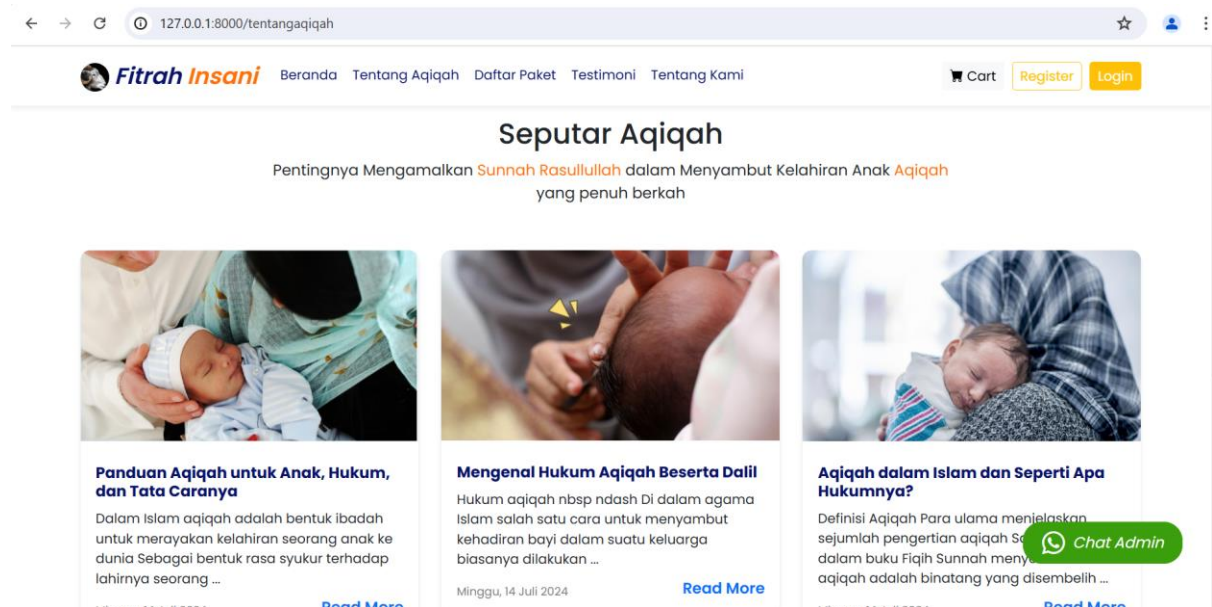 127.0.0.1:8000/tentangaqiqah
Fitrah Insani Beranda Tentang Aqiqah Daftar Paket Testimoni Tentang Kami Cart Register Login
Seputar Aqiqah
Pentingnya Mengamalkan Sunnah Rasullullah dalam Menyambut Kelahiran Anak Aqiqah
yang penuh berkah
Panduan Aqiqah untuk Anak, Hukum,
dan Tata Caranya
Dalam Islam aqiqah adalah bentuk ibadah
untuk merayakan kelahiran seorang anak ke
dunia Sebagai bentuk rasa syukur terhadap
lahirnya seorang ...
Read More
Mengenal Hukum Aqiqah Beserta Dalil
Hukum aqiqah nbsp ndash Di dalam agama
Islam salah satu cara untuk menyambut
kehadiran bayi dalam suatu keluarga
biasanya dilakukan ...
Minggu, 14 Juli 2024 Read More
Aqiqah dalam Islam dan Seperti Apa
Hukumnya?
Definisi Aqiqah Para ulama menjelaskan
sejumlah pengertian aqiqah
dalam buku Fiqih Sunnah
aqiqah adalah binatang yang disembelih ...
Read More
Chat Admin